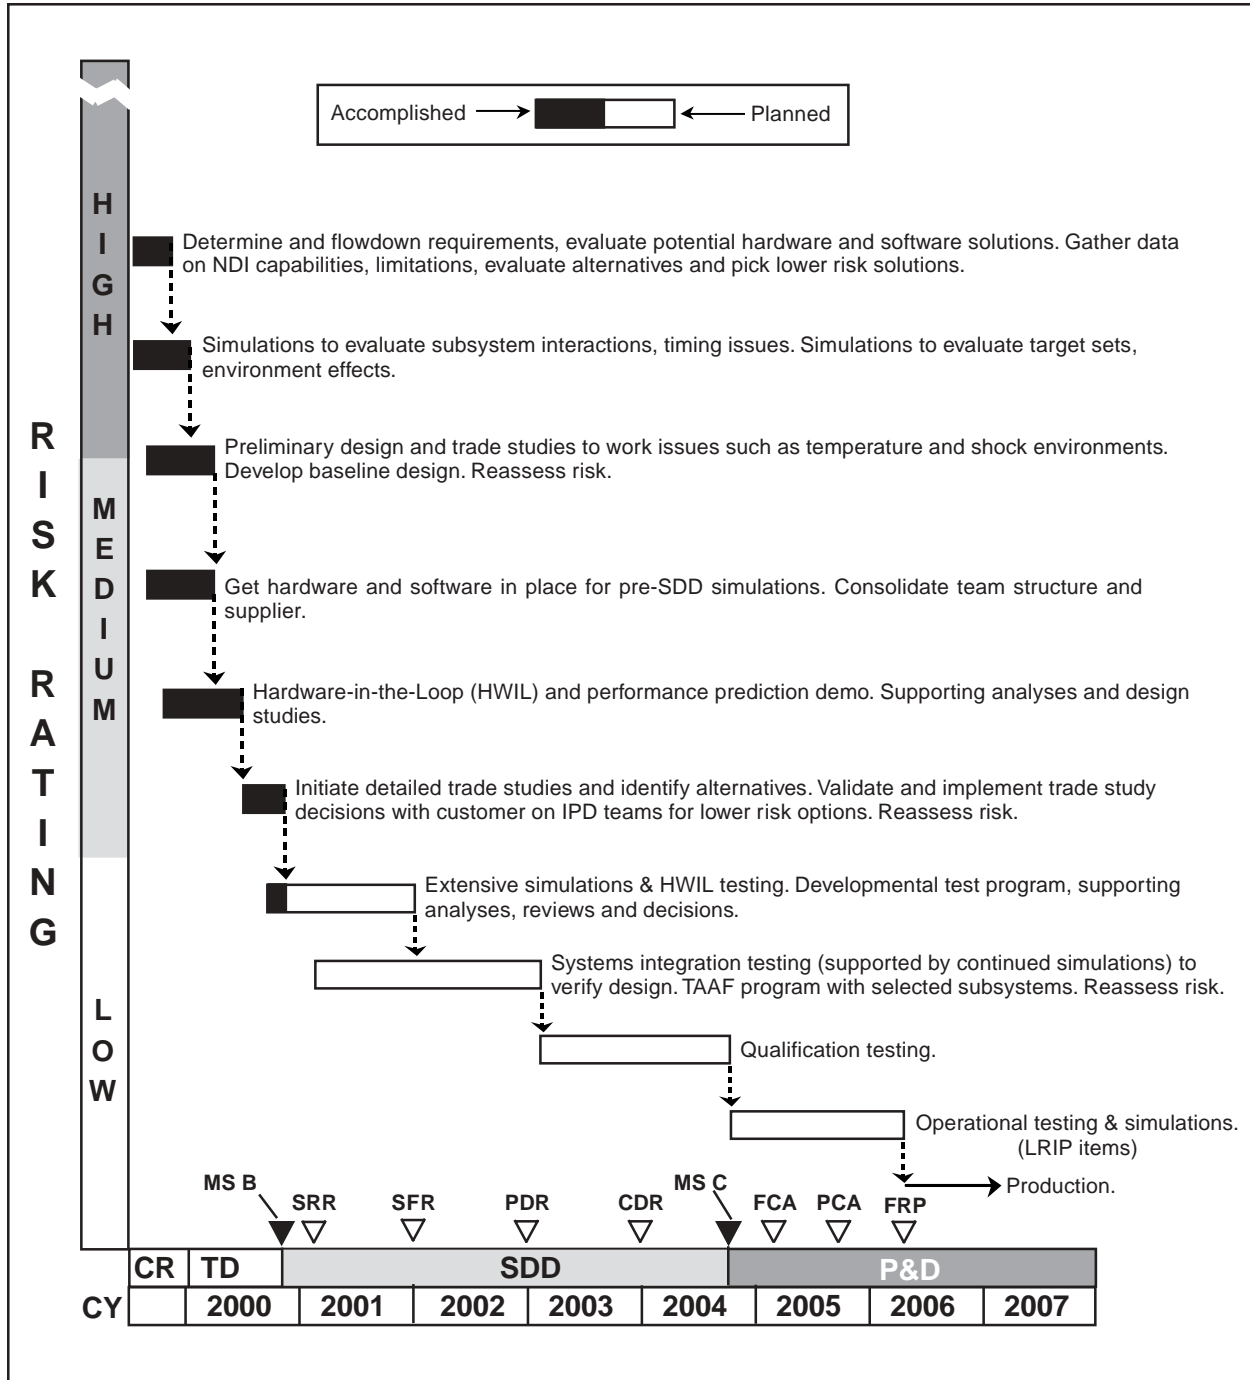 Accomplished
Planned
RISK RATING
HIGH
MEDIUM
LOW
Determine and flowdown requirements, evaluate potential hardware and software solutions. Gather data
on NDI capabilities, limitations, evaluate alternatives and pick lower risk solutions.
Simulations to evaluate subsystem interactions, timing issues. Simulations to evaluate target sets,
environment effects.
Preliminary design and trade studies to work issues such as temperature and shock environments.
Develop baseline design. Reassess risk.
Get hardware and software in place for pre-SDD simulations. Consolidate team structure and
supplier.
Hardware-in-the-Loop (HWIL) and performance prediction demo. Supporting analyses and design
studies.
Initiate detailed trade studies and identify alternatives. Validate and implement trade study
decisions with customer on IPD teams for lower risk options. Reassess risk.
Extensive simulations & HWIL testing. Developmental test program, supporting
analyses, reviews and decisions.
Systems integration testing (supported by continued simulations) to
verify design. TAAF program with selected subsystems. Reassess risk.
Qualification testing.
Operational testing & simulations.
(LRIP items)
Production.
MS B SRR SFR PDR CDR MS C FCA PCA FRP
CR TD SDD P&D
CY 2000 2001 2002 2003 2004 2005 2006 2007